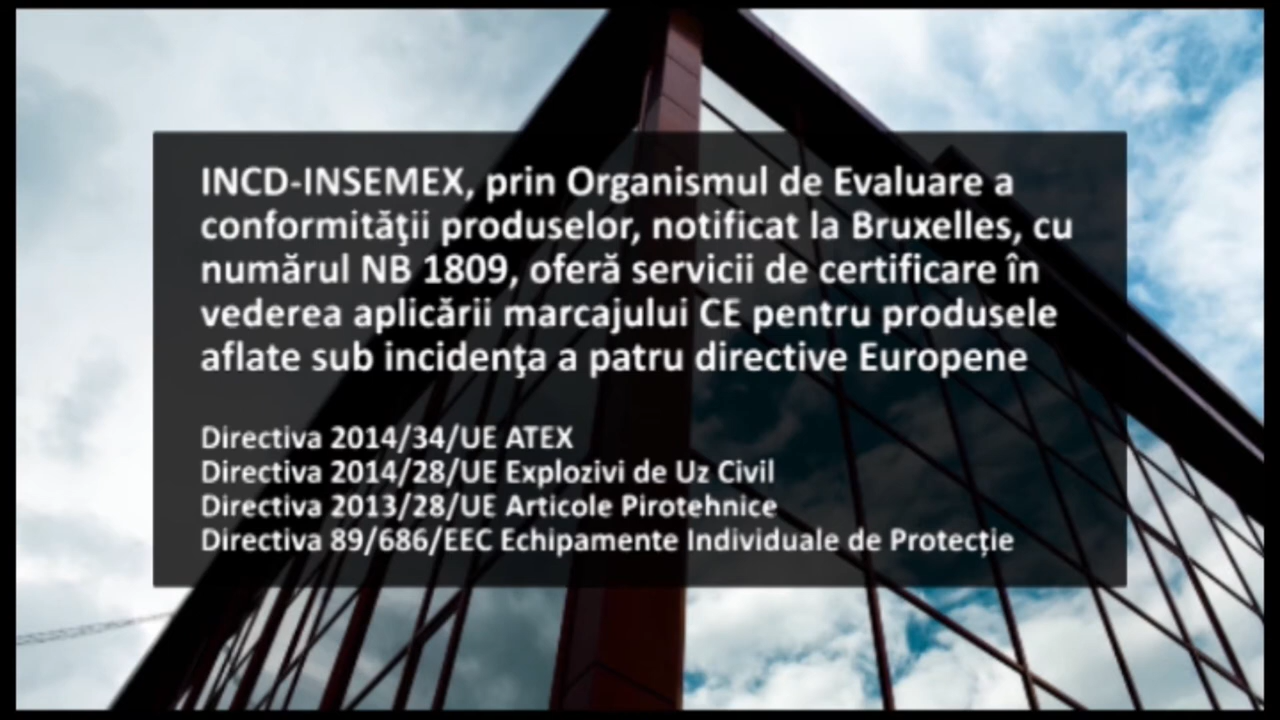 INCD-INSEMEX, prin Organismul de Evaluare a
conformităţii produselor, notificat la Bruxelles, cu
numărul NB 1809, oferă servicii de certificare în
vederea aplicării marcajului CE pentru produsele
aflate sub incidenţa a patru directive Europene
Directiva 2014/34/UE ATEX
Directiva 2014/28/UE Explozivi de Uz Civil
Directiva 2013/28/UE Articole Pirotehnice
Directiva 89/686/EEC Echipamente Individuale de Protecție